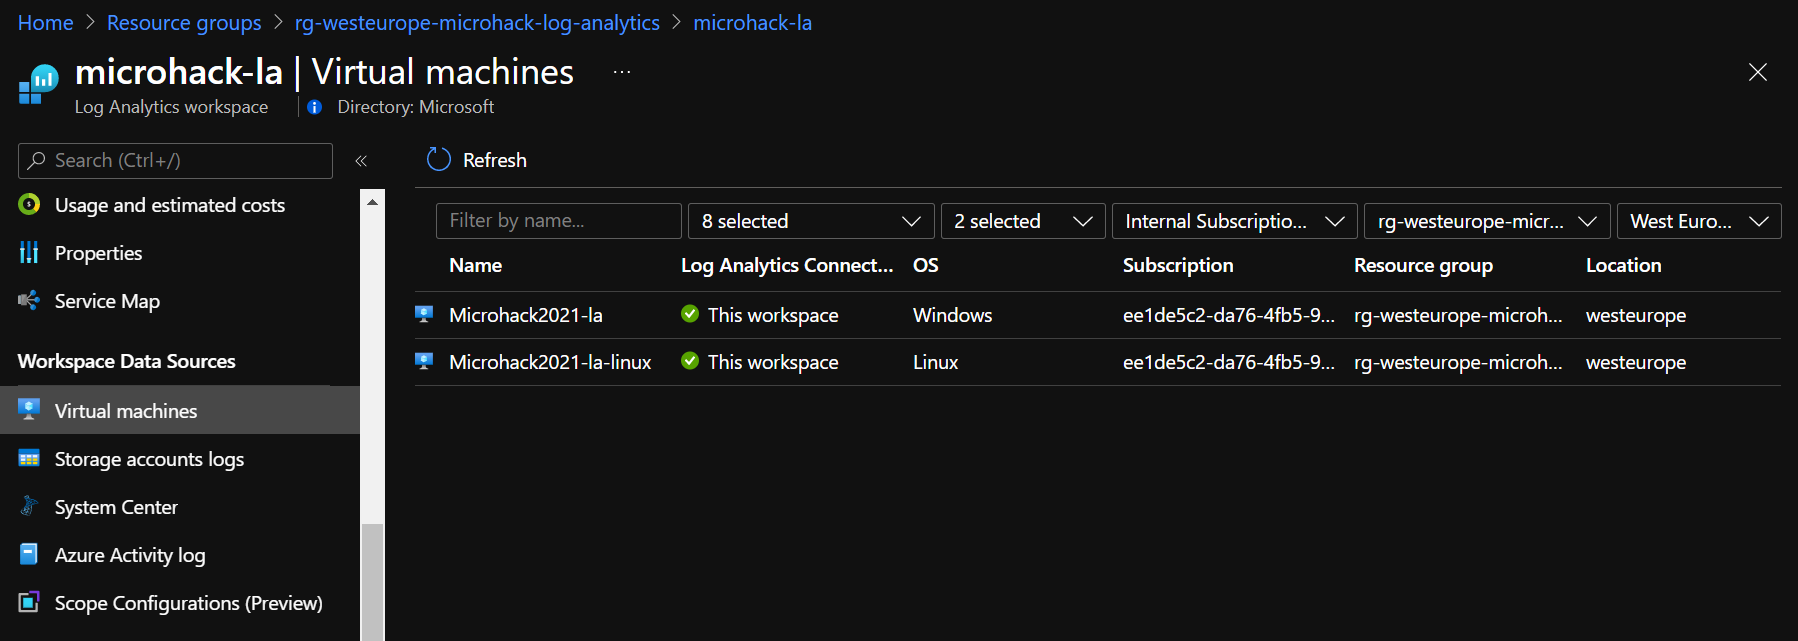 Home > Resource groups > rg-westeurope-microhack-log-analytics > microhack-la
microhack-la | Virtual machines ...
Log Analytics workspace | Directory: Microsoft
Search (Ctrl+/) «
Refresh
Usage and estimated costs
Properties
Service Map
Workspace Data Sources
Virtual machines
Storage accounts logs
System Center
Azure Activity log
Scope Configurations (Preview)
Filter by name... 8 selected 2 selected Internal Subscriptio... rg-westeurope-micr... West Euro...
Name Log Analytics Connect... OS Subscription Resource group Location
Microhack2021-la This workspace Windows ee1de5c2-da76-4fb5-9... rg-westeurope-microh... westeurope
Microhack2021-la-linux This workspace Linux ee1de5c2-da76-4fb5-9... rg-westeurope-microh... westeurope